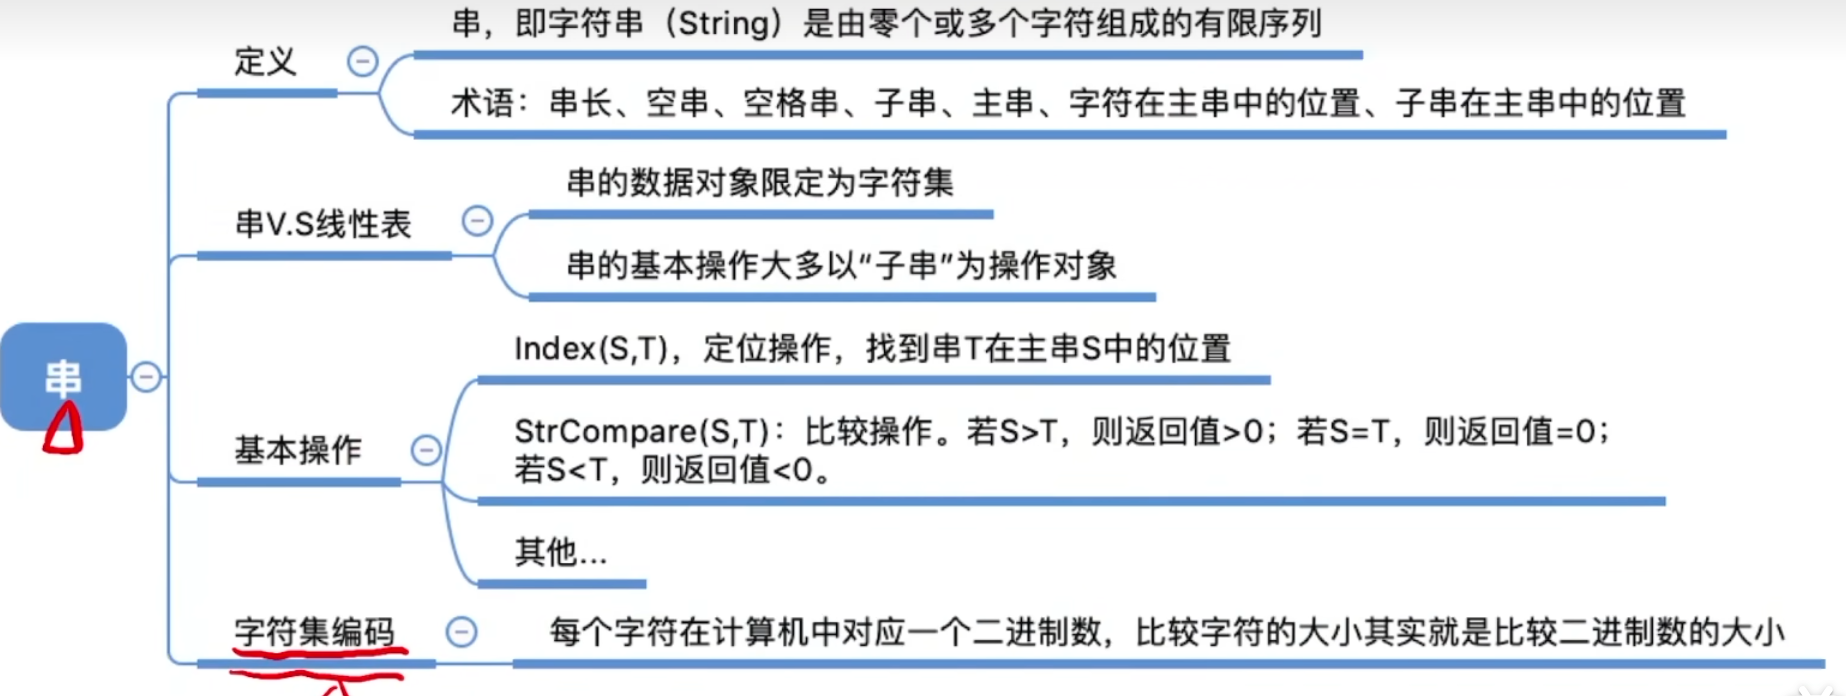 串，即字符串（String）是由零个或多个字符组成的有限序列
定义
术语：串长、空串、空格串、子串、主串、字符在主串中的位置、子串在主串中的位置
串的数据对象限定为字符集
串V.S线性表
串的基本操作大多以“子串”为操作对象
Index(S,T)，定位操作，找到串T在主串S中的位置
串
StrCompare(S,T)：比较操作。若S>T，则返回值>0；若S=T，则返回值=0；
若S<T，则返回值<0。
基本操作
其他...
字符集编码
每个字符在计算机中对应一个二进制数，比较字符的大小其实就是比较二进制数的大小